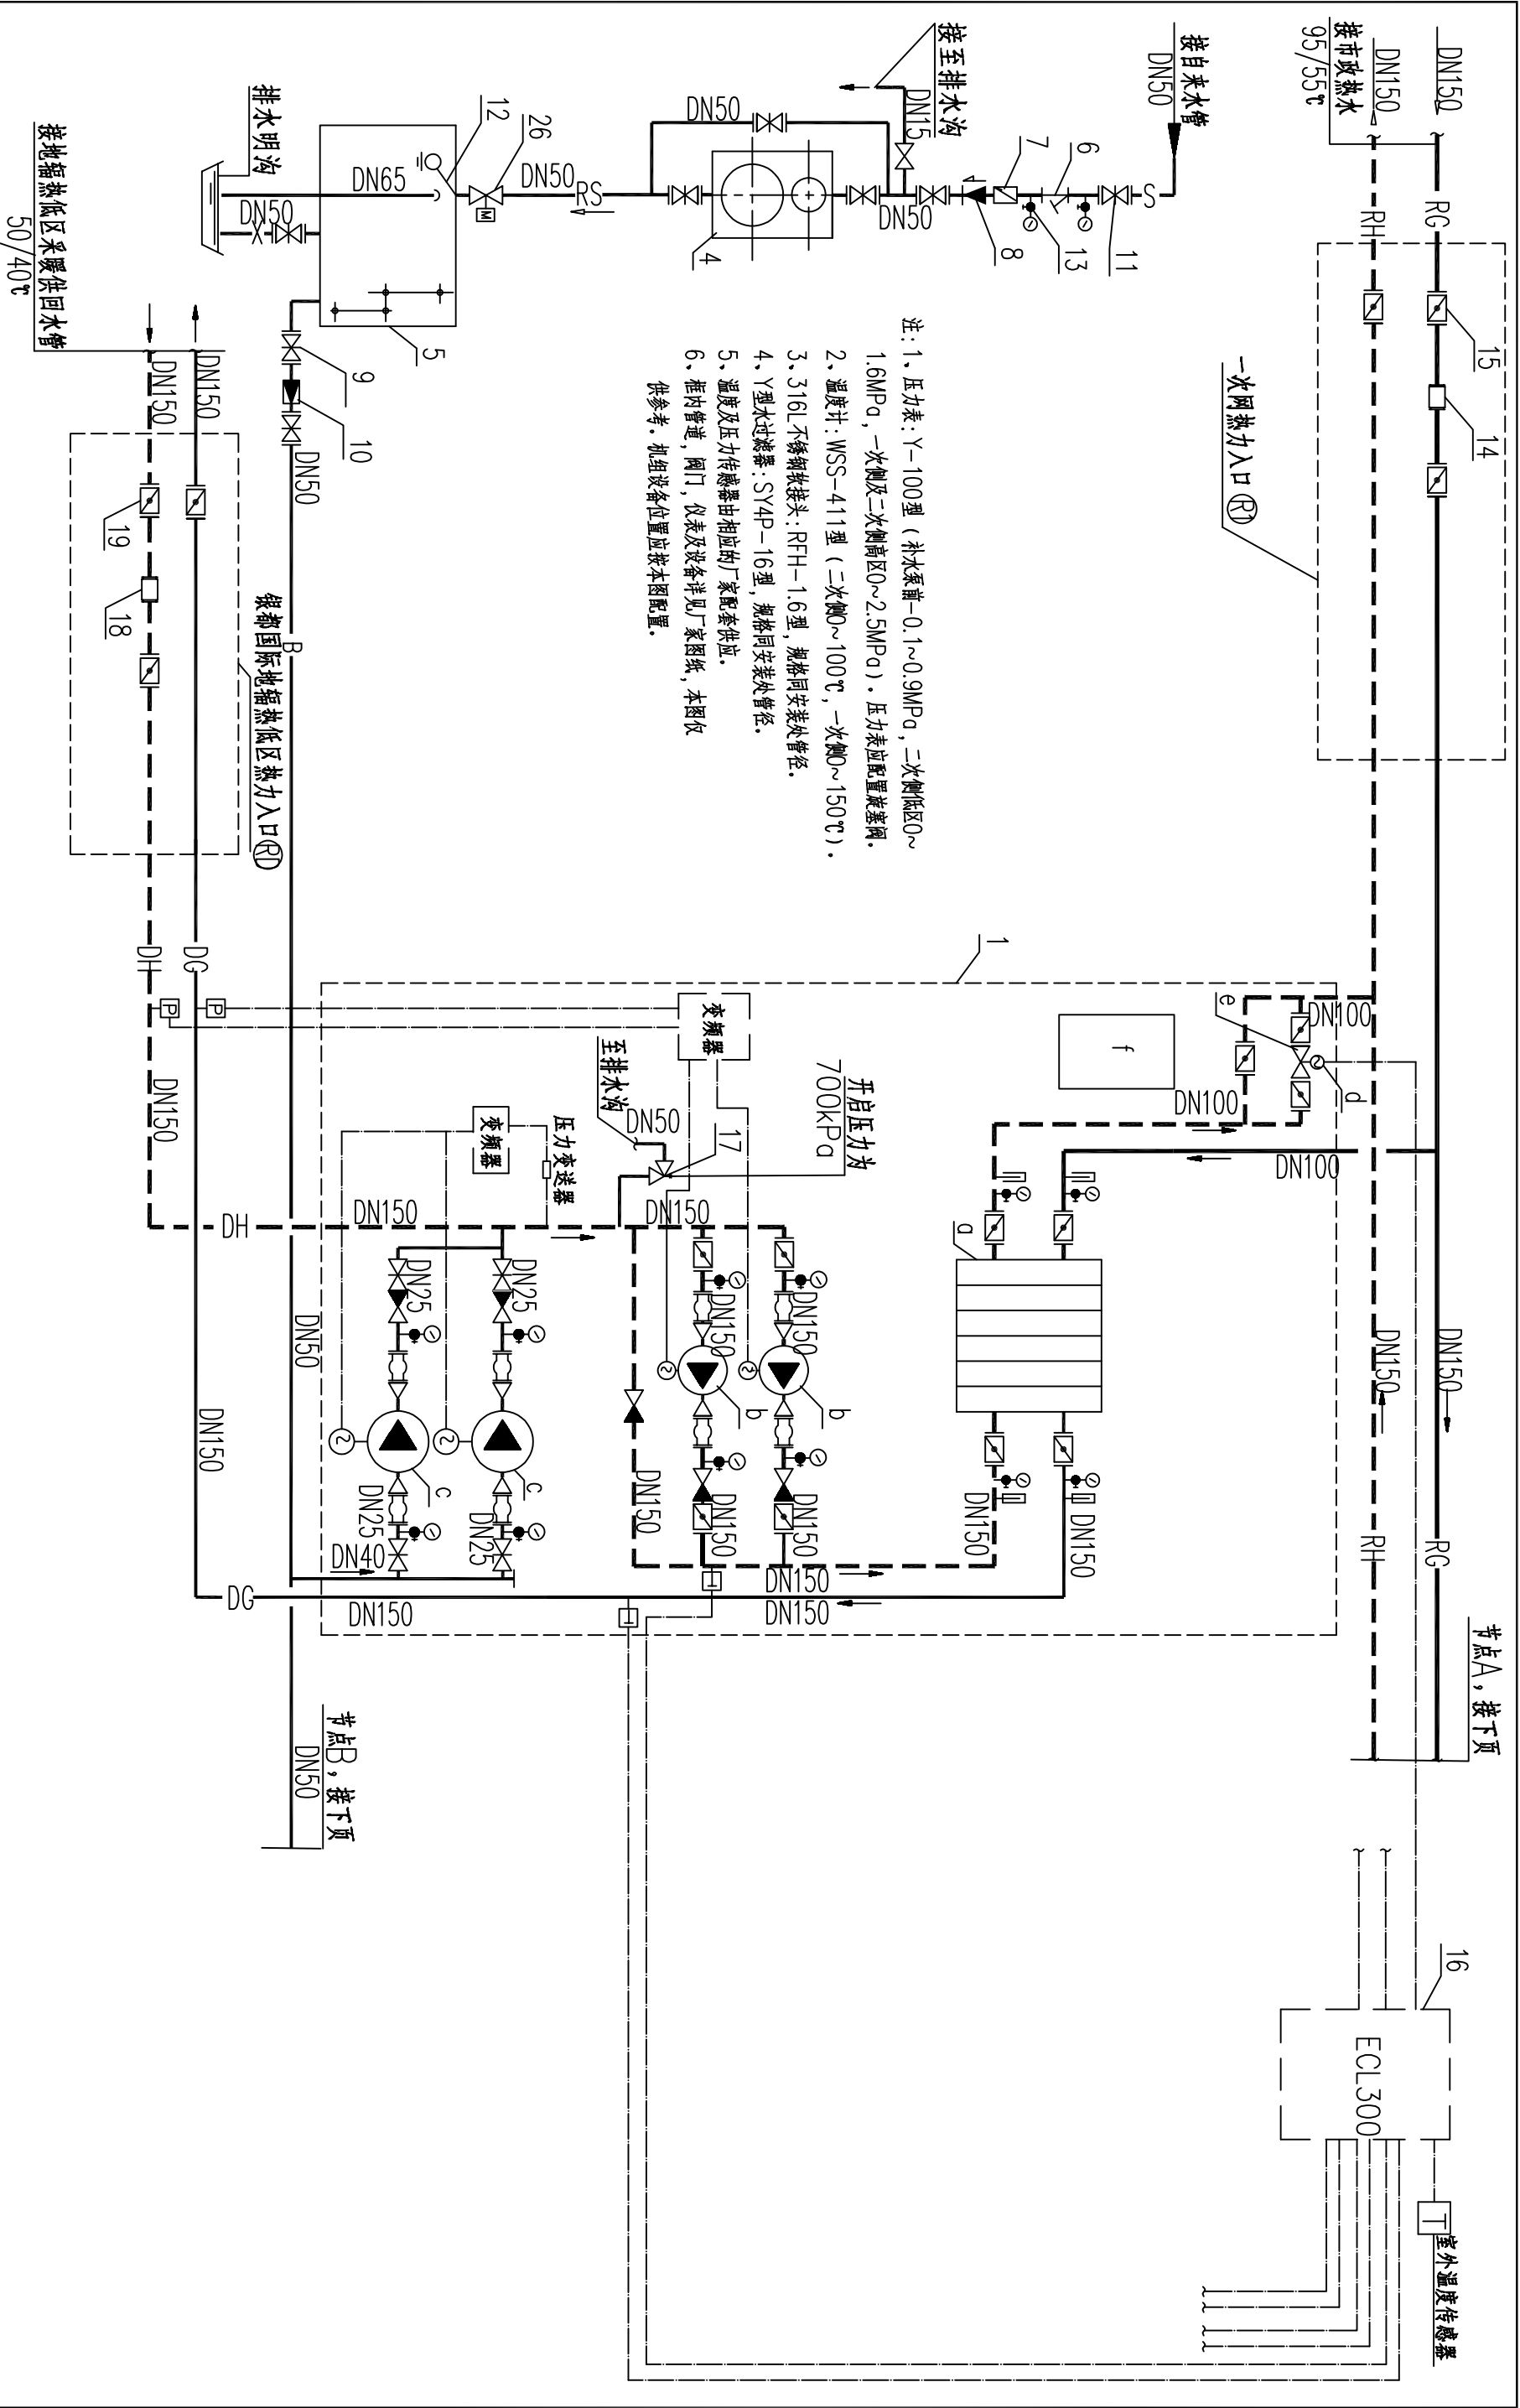 DN150
DN150
接市政热水
95/55℃
RG
RH
15
14
一次网热力入口 R1
DN150
DN150
RG
RH
节点A，接下页
16
ECL300
T
室外温度传感器
接自来水管
DN50
S
11
6
13
7
8
DN50
DN15
接至排水沟
DN50
4
RS
DN50
26
12
DN65
DN50
排水明沟
5
9
10
DN50
B
注：1、压力表：Y-100型（补水泵前-0.1~0.9MPa，二次侧低区0~
1.6MPa，一次侧及二次侧高区0~2.5MPa）。压力表应配置旋塞阀。
2、温度计：WSS-411型（二次侧0~100℃，一次侧0~150℃）。
3、316L不锈钢软接头：RFH-1.6型，规格同安装处管径。
4、Y型水过滤器：SY4P-16型，规格同安装处管径。
5、温度及压力传感器由相应的厂家配套供应。
6、框内管道，阀门，仪表及设备详见厂家图纸，本图仅
供参考。机组设备位置应按本图配置。
1
e
DN100
d
f
DN100
DN100
a
DN150
DN150
变频器
开启压力为
700kPa
17
DN50
至排水沟
压力变送器
变频器
DN150
DN150
DN150
b
DN150
DN150
b
DN150
DN150
DN150
DN150
T
T
DN150
DH
DN25
DN25
c
DN25
c
DN25
DN40
DN50
DN150
DG
节点B，接下页
DN50
接地辐热低区采暖供回水管
50/40℃
DN150
DN150
19
18
银都国际地辐热低区热力入口 RD
DG
DH
P
P
DN150
DN150